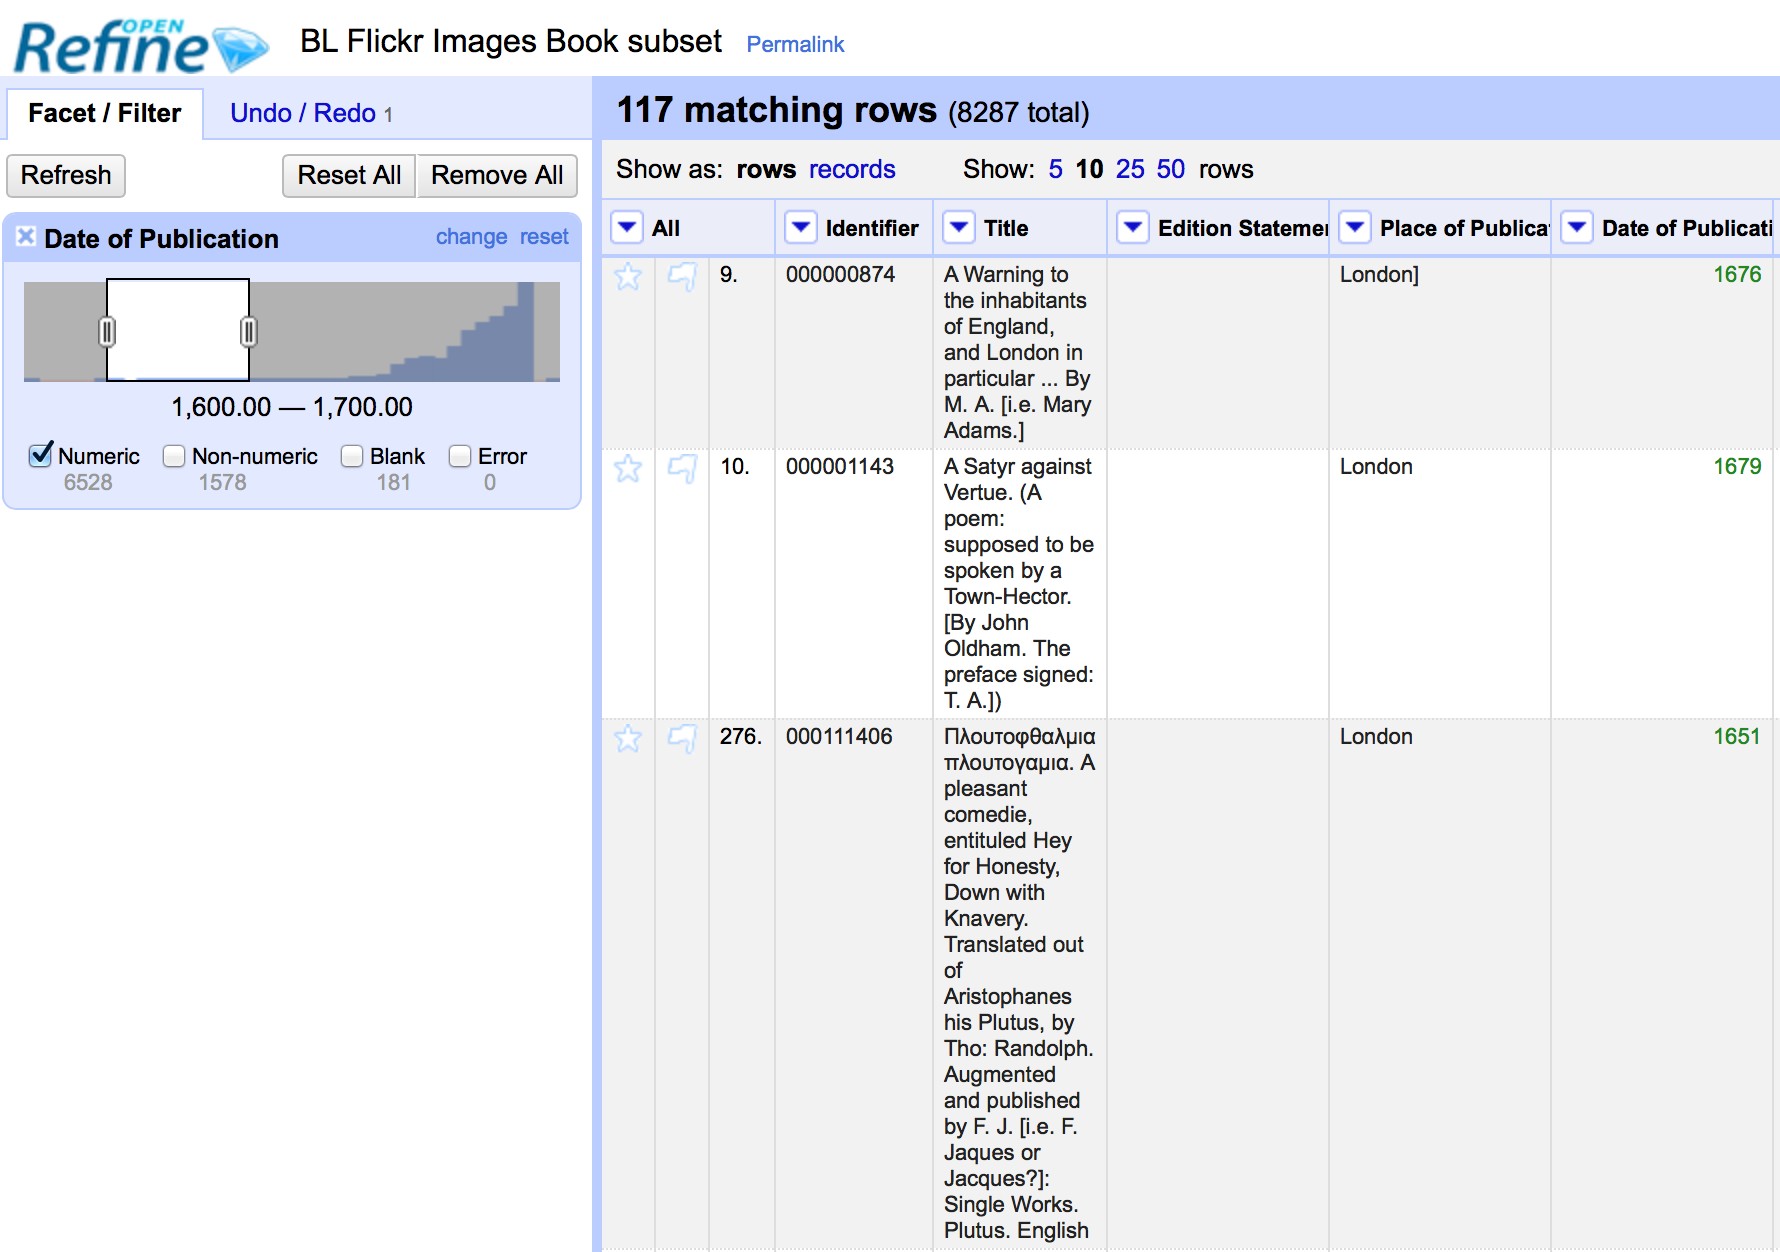 OPEN
Refine
BL Flickr Images Book subset Permalink
Facet / Filter Undo / Redo 1
Refresh Reset All Remove All
Date of Publication change reset
1,600.00 — 1,700.00
Numeric Non-numeric Blank Error
6528 1578 181 0
117 matching rows (8287 total)
Show as: rows records Show: 5 10 25 50 rows
All Identifier Title Edition Statemen Place of Publica Date of Publicati
9. 000000874 A Warning to London] 1676
the inhabitants
of England,
and London in
particular ... By
M. A. [i.e. Mary
Adams.]
10. 000001143 A Satyr against London 1679
Vertue. (A
poem:
supposed to be
spoken by a
Town-Hector.
[By John
Oldham. The
preface signed:
T. A.])
276. 000111406 Πλουτοφθαλμια London 1651
πλουτογαμια. A
pleasant
comedie,
entituled Hey
for Honesty,
Down with
Knavery.
Translated out
of
Aristophanes
his Plutus, by
Tho: Randolph.
Augmented
and published
by F. J. [i.e. F.
Jaques or
Jacques?]:
Single Works.
Plutus. English